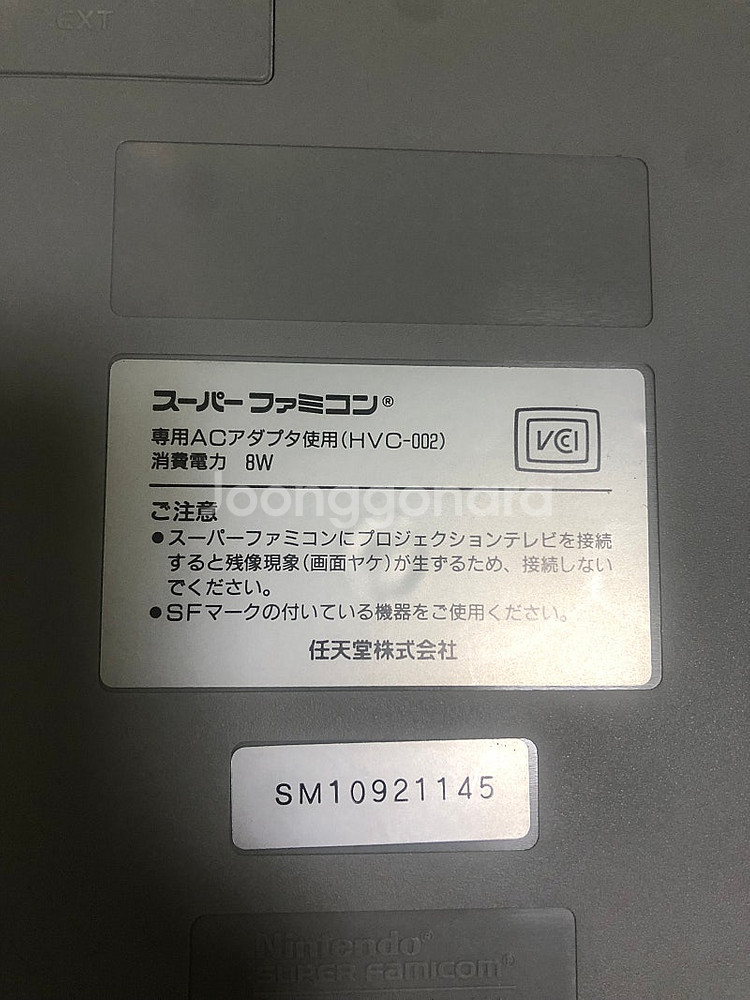 EXT
スーパーファミコン®
専用ACアダプタ使用(HVC-002)
消費電力 8W
VCCI
loonggonara
ご注意
●スーパーファミコンにプロジェクションテレビを接続
すると残像現象(画面ヤケ)が生ずるため、接続しない
でください。
●SFマークの付いている機器をご使用ください。
任天堂株式会社
SM10921145
Nintendo®
SUPER FAMICOM®